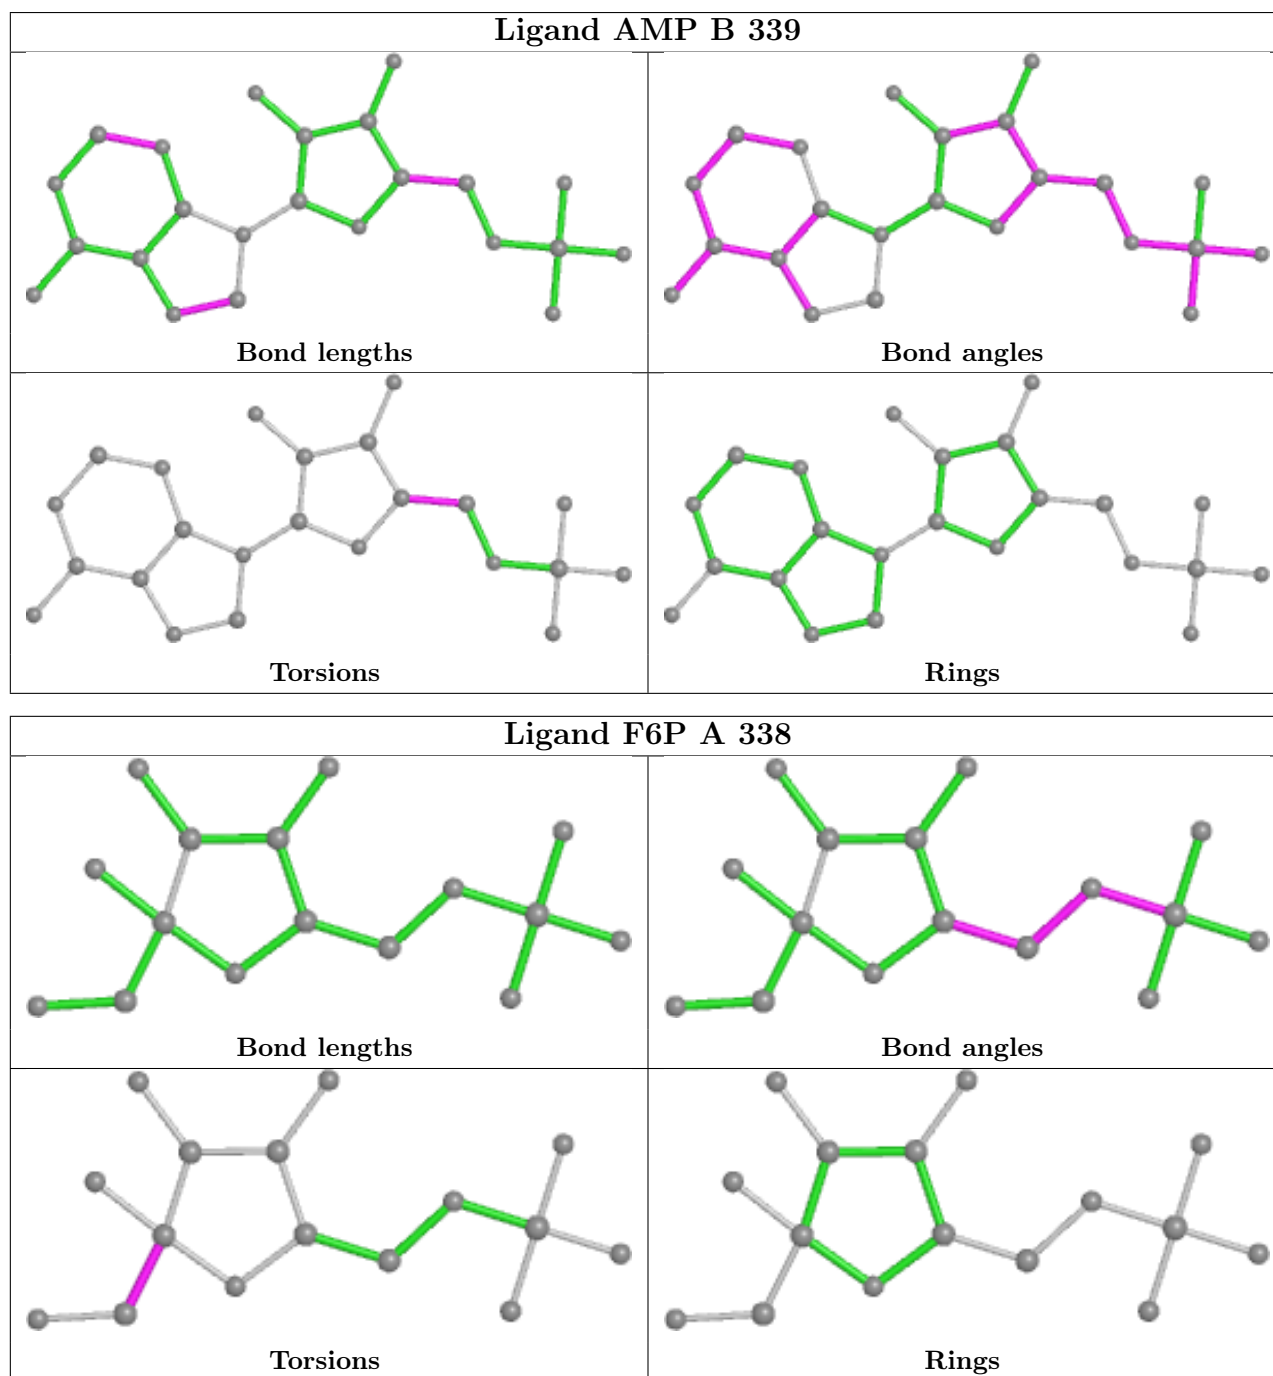 Ligand AMP B 339
Bond lengths
Bond angles
Torsions
Rings
Ligand F6P A 338
Bond lengths
Bond angles
Torsions
Rings